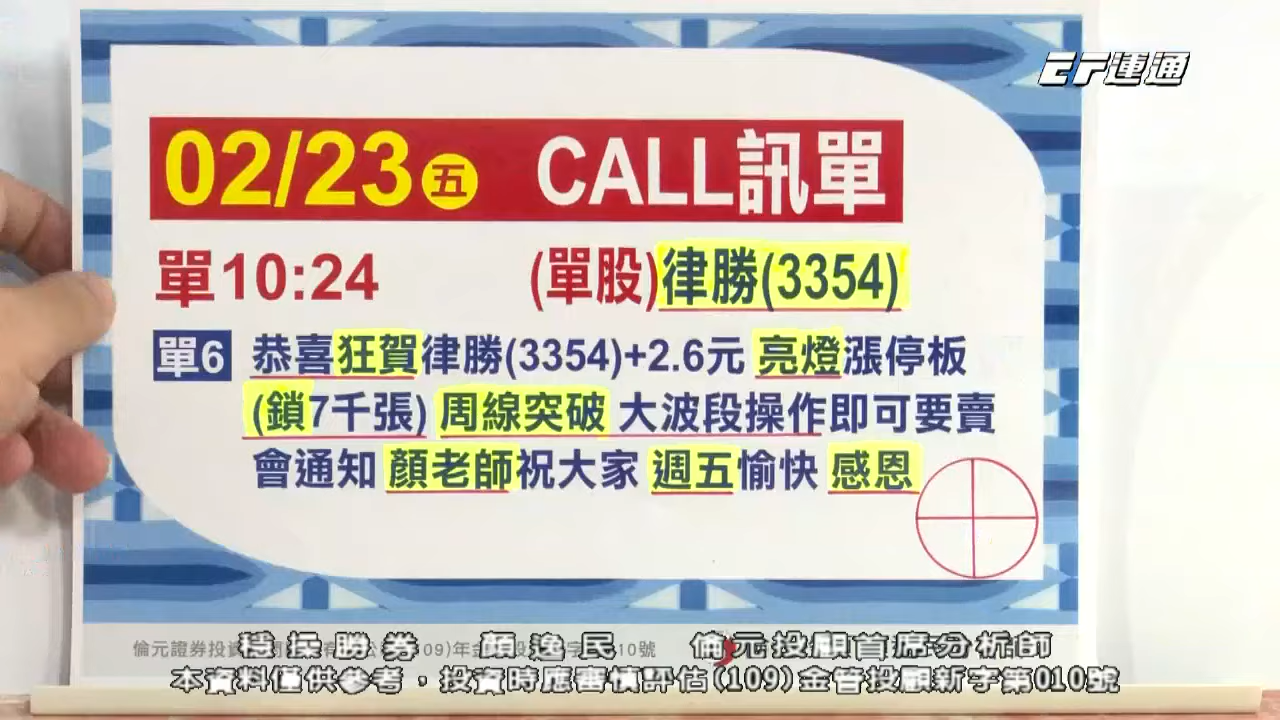 運通
02/23五 CALL訊單
單10:24 (單股)律勝(3354)
單6 恭喜狂賀律勝(3354)+2.6元 亮燈漲停板
(鎖7千張) 周線突破 大波段操作即可要賣
會通知 顏老師祝大家 週五愉快 感恩
穩操勝券 顏逸民 倫元投顧首席分析師
本資料僅供參考，投資時應審慎評估(109)金管投顧新字第010號